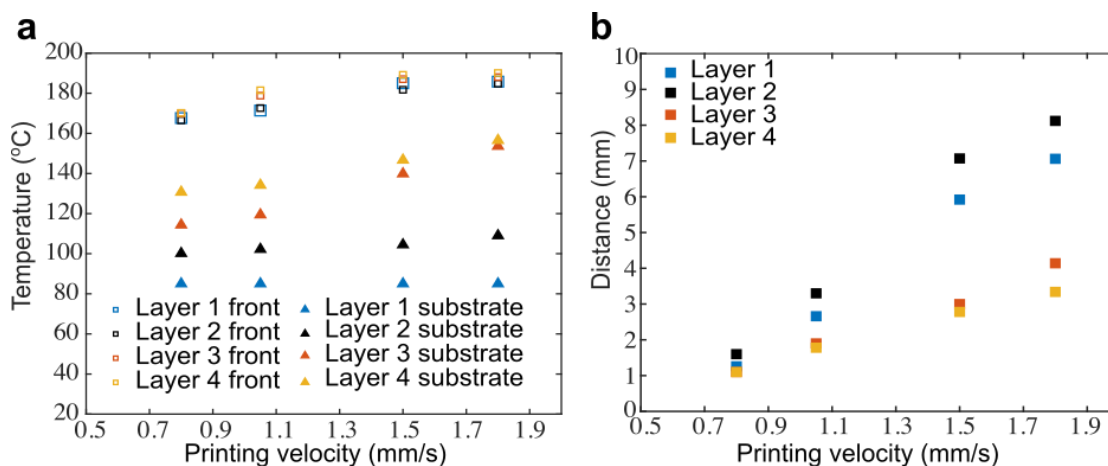 a
200
180
160
140
120
100
80
60
40
20
Temperature (ºC)
Layer 1 front
Layer 2 front
Layer 3 front
Layer 4 front
Layer 1 substrate
Layer 2 substrate
Layer 3 substrate
Layer 4 substrate
0.5 0.7 0.9 1.1 1.3 1.5 1.7 1.9
Printing velocity (mm/s)
b
10
9
8
7
6
5
4
3
2
1
0
Distance (mm)
Layer 1
Layer 2
Layer 3
Layer 4
0.5 0.7 0.9 1.1 1.3 1.5 1.7 1.9
Printing velocity (mm/s)